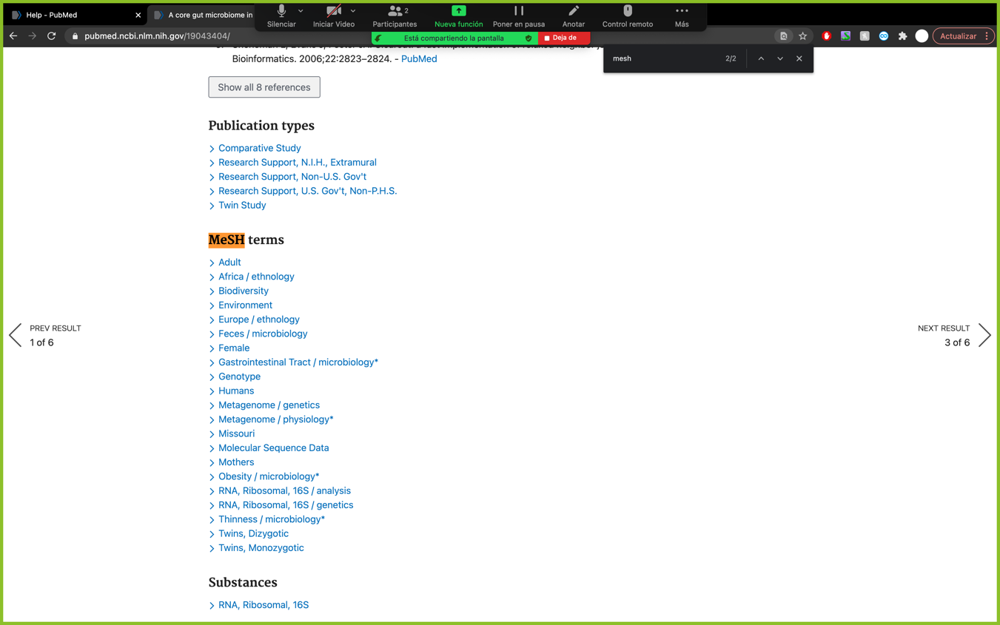 Help - PubMed
A core gut microbiome in
Silenciar
Iniciar Video
2
Participantes
Nueva función
Poner en pausa
Anotar
Control remoto
Más
Está compartiendo la pantalla
Deja de
pubmed.ncbi.nlm.nih.gov/19043404/
Actualizar
mesh
2/2
Bioinformatics. 2006;22:2823–2824. - PubMed
Show all 8 references
Publication types
Comparative Study
Research Support, N.I.H., Extramural
Research Support, Non-U.S. Gov't
Research Support, U.S. Gov't, Non-P.H.S.
Twin Study
MeSH terms
Adult
Africa / ethnology
Biodiversity
Environment
Europe / ethnology
Feces / microbiology
Female
Gastrointestinal Tract / microbiology*
Genotype
Humans
Metagenome / genetics
Metagenome / physiology*
Missouri
Molecular Sequence Data
Mothers
Obesity / microbiology*
RNA, Ribosomal, 16S / analysis
RNA, Ribosomal, 16S / genetics
Thinness / microbiology*
Twins, Dizygotic
Twins, Monozygotic
Substances
RNA, Ribosomal, 16S
PREV RESULT
1 of 6
NEXT RESULT
3 of 6